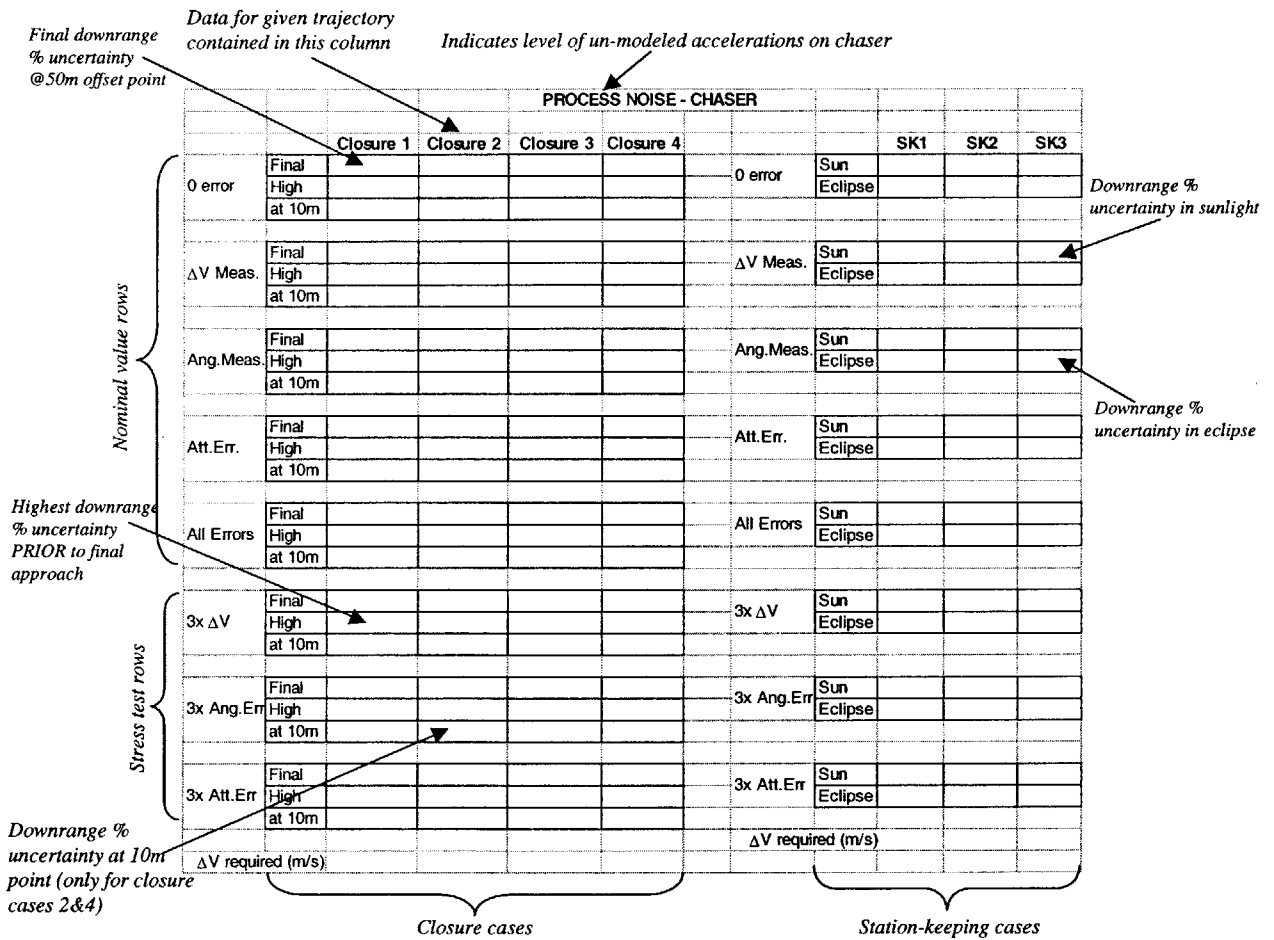 Final downrange
% uncertainty
@50m offset point
Data for given trajectory
contained in this column
Indicates level of un-modeled accelerations on chaser
PROCESS NOISE - CHASER
Closure 1 Closure 2 Closure 3 Closure 4
SK1 SK2 SK3
0 error
Final
High
at 10m
0 error
Sun
Eclipse
Downrange %
uncertainty in sunlight
ΔV Meas.
Final
High
at 10m
ΔV Meas.
Sun
Eclipse
Nominal value rows
Ang.Meas.
Final
High
at 10m
Ang.Meas.
Sun
Eclipse
Downrange %
uncertainty in eclipse
Att.Err.
Final
High
at 10m
Att.Err.
Sun
Eclipse
Highest downrange
% uncertainty
PRIOR to final
approach
All Errors
Final
High
at 10m
All Errors
Sun
Eclipse
Stress test rows
3x ΔV
Final
High
at 10m
3x ΔV
Sun
Eclipse
3x Ang.Err
Final
High
at 10m
3x Ang.Err
Sun
Eclipse
3x Att.Err
Final
High
at 10m
3x Att.Err
Sun
Eclipse
Downrange %
uncertainty at 10m
point (only for closure
cases 2&4)
ΔV required (m/s)
ΔV required (m/s)
Closure cases
Station-keeping cases